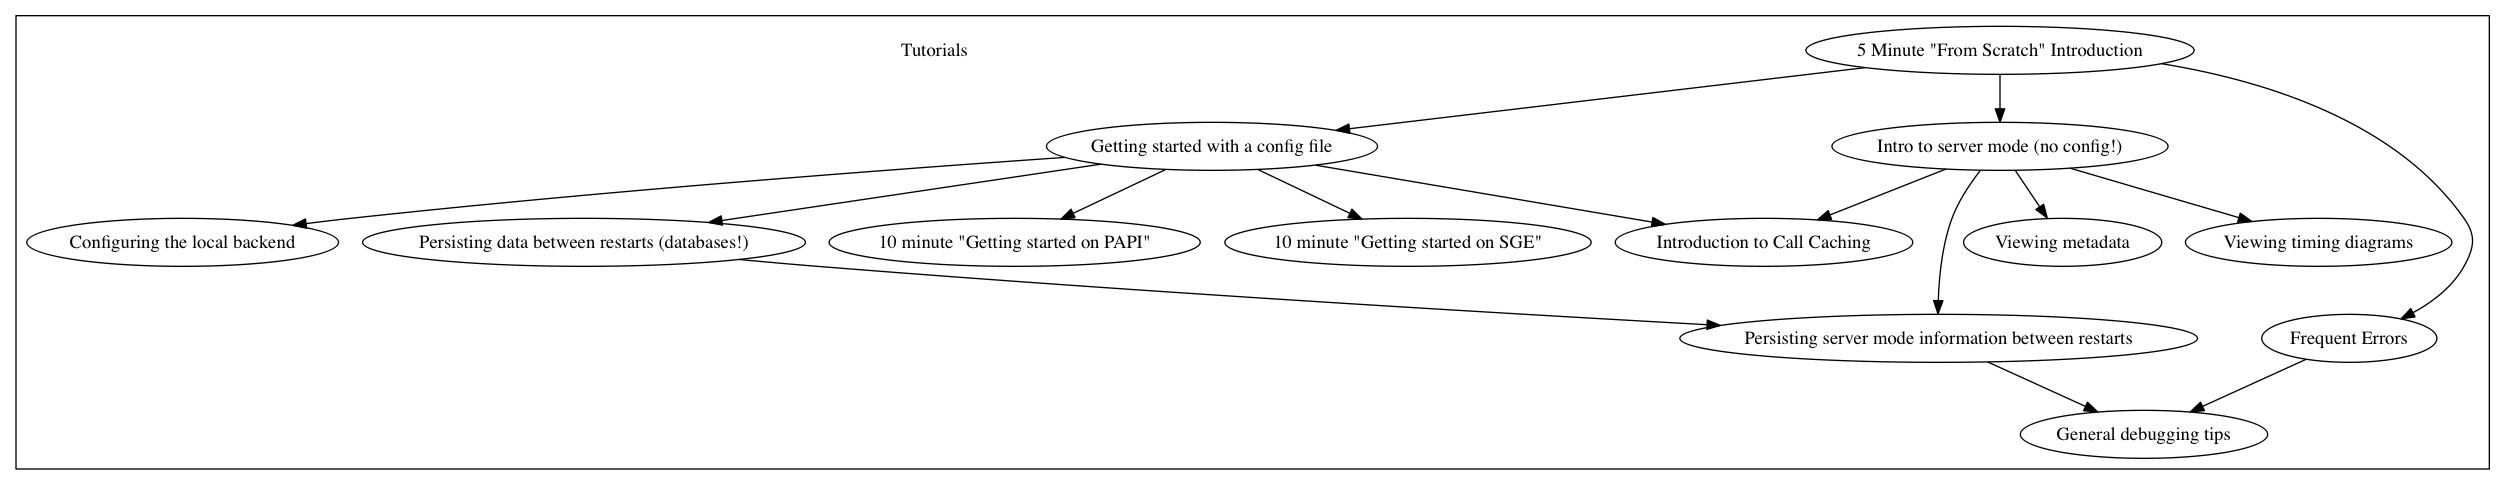 Tutorials
5 Minute "From Scratch" Introduction
Getting started with a config file
Intro to server mode (no config!)
Configuring the local backend
Persisting data between restarts (databases!)
10 minute "Getting started on PAPI"
10 minute "Getting started on SGE"
Introduction to Call Caching
Viewing metadata
Viewing timing diagrams
Persisting server mode information between restarts
Frequent Errors
General debugging tips